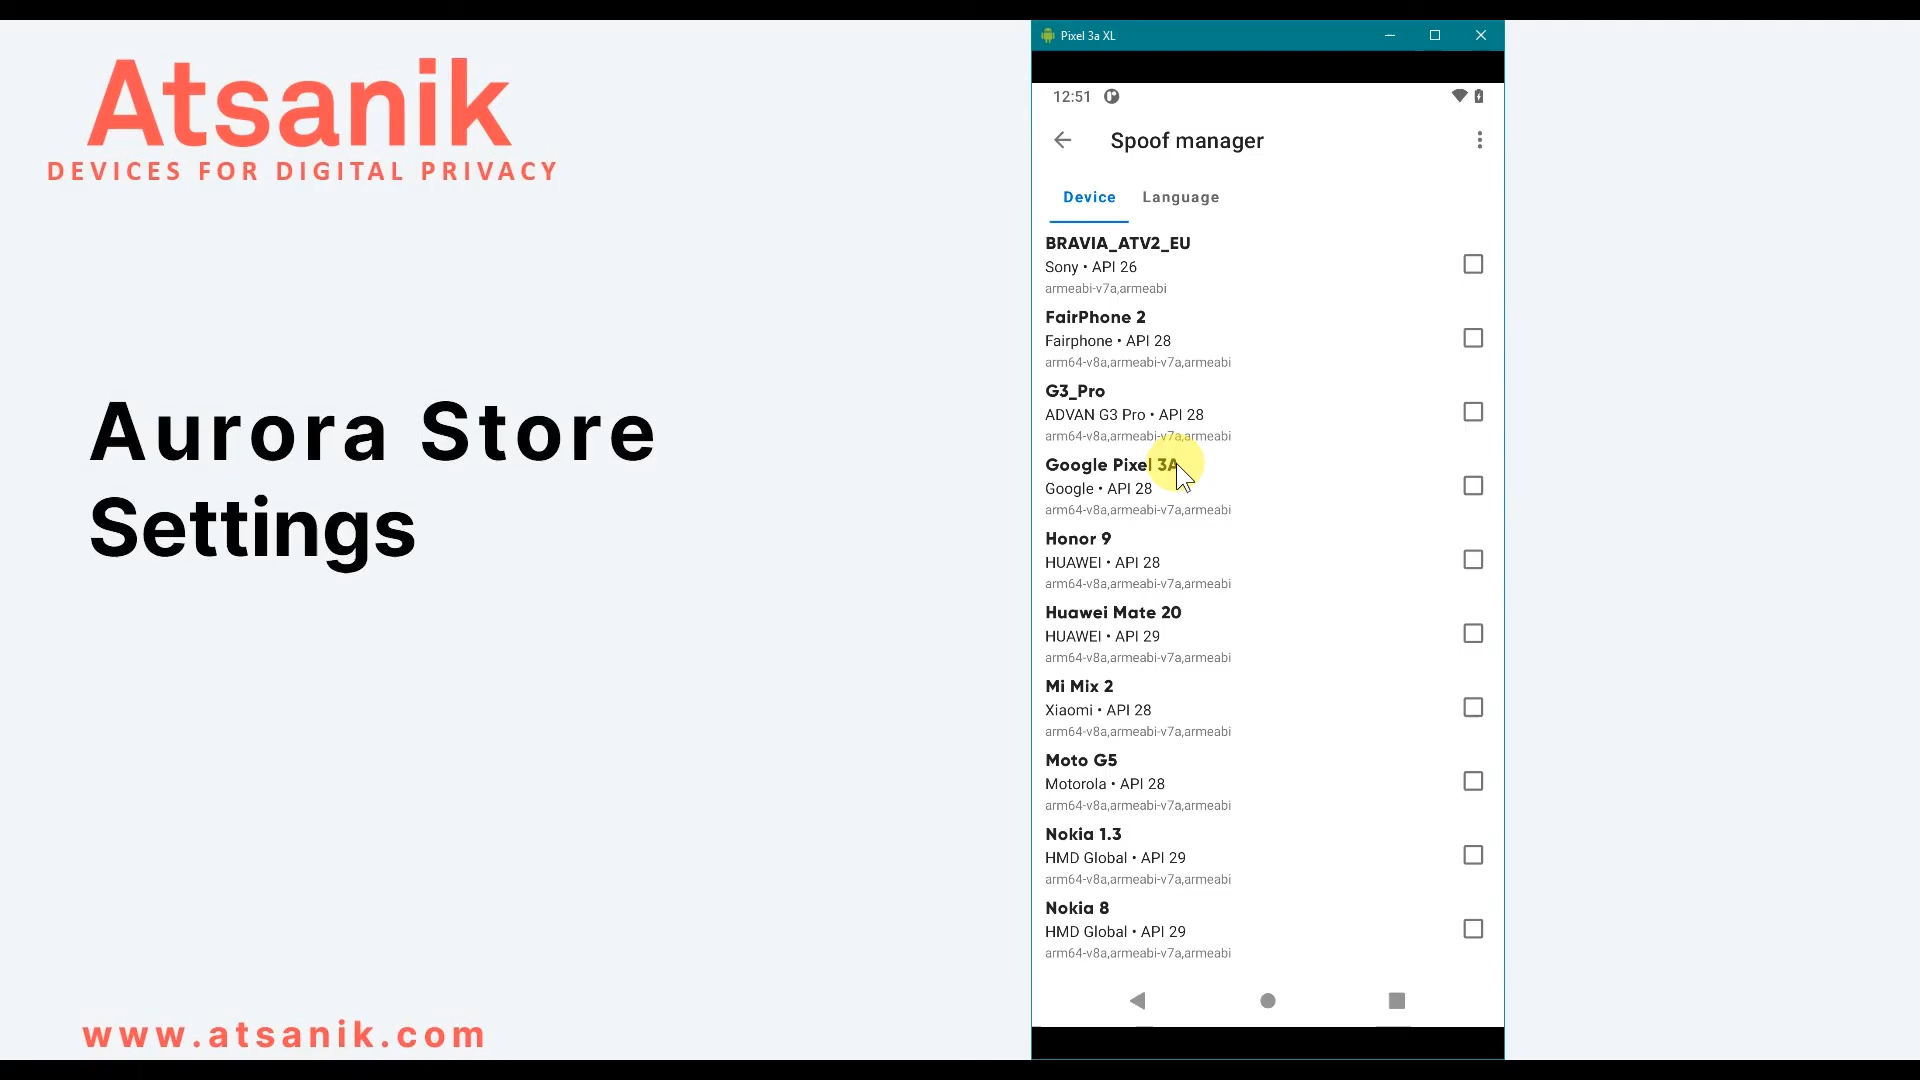 Atsanik
DEVICES FOR DIGITAL PRIVACY
Aurora Store
Settings
www.atsanik.com
Pixel 3a XL
12:51
Spoof manager
Device Language
BRAVIA_ATV2_EU
Sony • API 26
armeabi-v7a,armeabi
FairPhone 2
Fairphone • API 28
arm64-v8a,armeabi-v7a,armeabi
G3_Pro
ADVAN G3 Pro • API 28
arm64-v8a,armeabi-v7a,armeabi
Google Pixel 3A
Google • API 28
arm64-v8a,armeabi-v7a,armeabi
Honor 9
HUAWEI • API 28
arm64-v8a,armeabi-v7a,armeabi
Huawei Mate 20
HUAWEI • API 29
arm64-v8a,armeabi-v7a,armeabi
Mi Mix 2
Xiaomi • API 28
arm64-v8a,armeabi-v7a,armeabi
Moto G5
Motorola • API 28
arm64-v8a,armeabi-v7a,armeabi
Nokia 1.3
HMD Global • API 29
arm64-v8a,armeabi-v7a,armeabi
Nokia 8
HMD Global • API 29
arm64-v8a,armeabi-v7a,armeabi